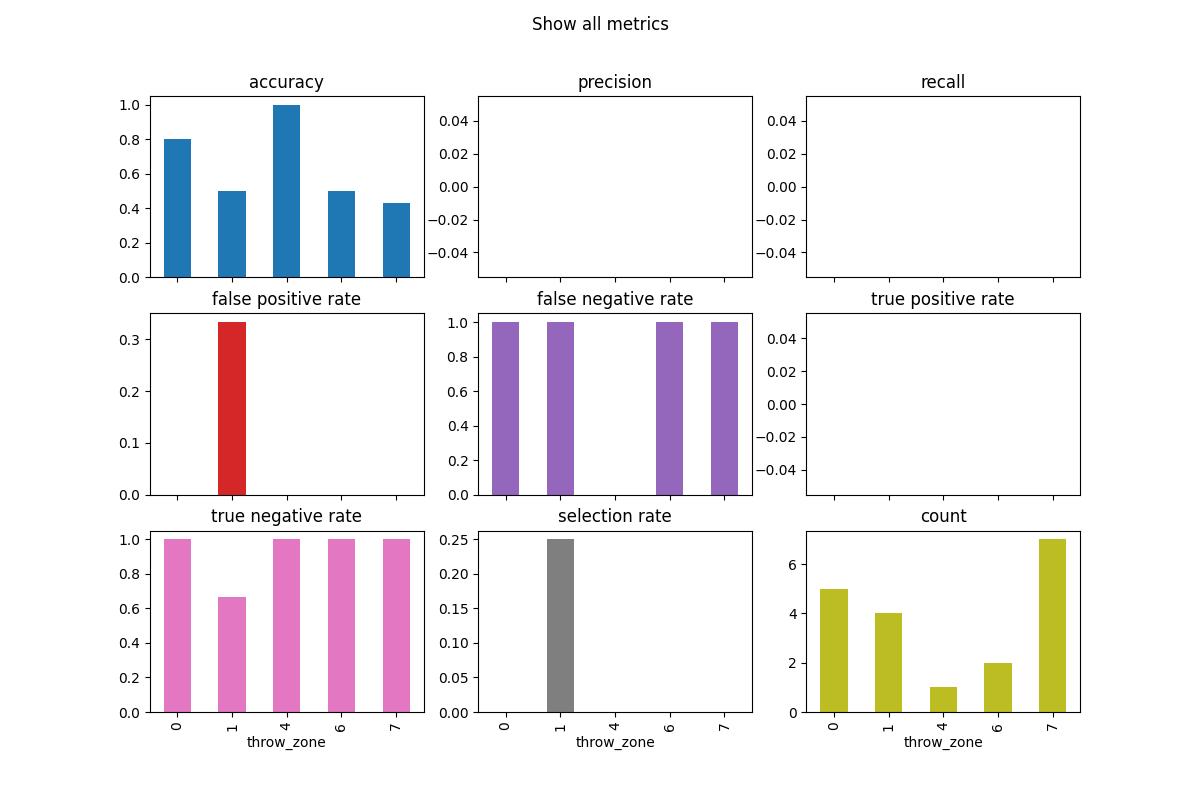 Show all metrics
accuracy
1.0
0.8
0.6
0.4
0.2
0.0
precision
0.04
0.02
0.00
−0.02
−0.04
recall
0.04
0.02
0.00
−0.02
−0.04
false positive rate
0.3
0.2
0.1
0.0
false negative rate
1.0
0.8
0.6
0.4
0.2
0.0
true positive rate
0.04
0.02
0.00
−0.02
−0.04
true negative rate
1.0
0.8
0.6
0.4
0.2
0.0
0 1 4 6 7
throw_zone
selection rate
0.25
0.20
0.15
0.10
0.05
0.00
0 1 4 6 7
throw_zone
count
6
4
2
0
0 1 4 6 7
throw_zone